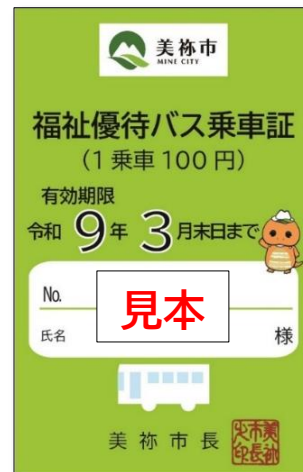 美祢市
MINE CITY
福祉優待バス乗車証
(1乗車100円)
有効期限
令和9年3月末日まで
No.
見本
氏名 様
美祢市長
美祢市長之印